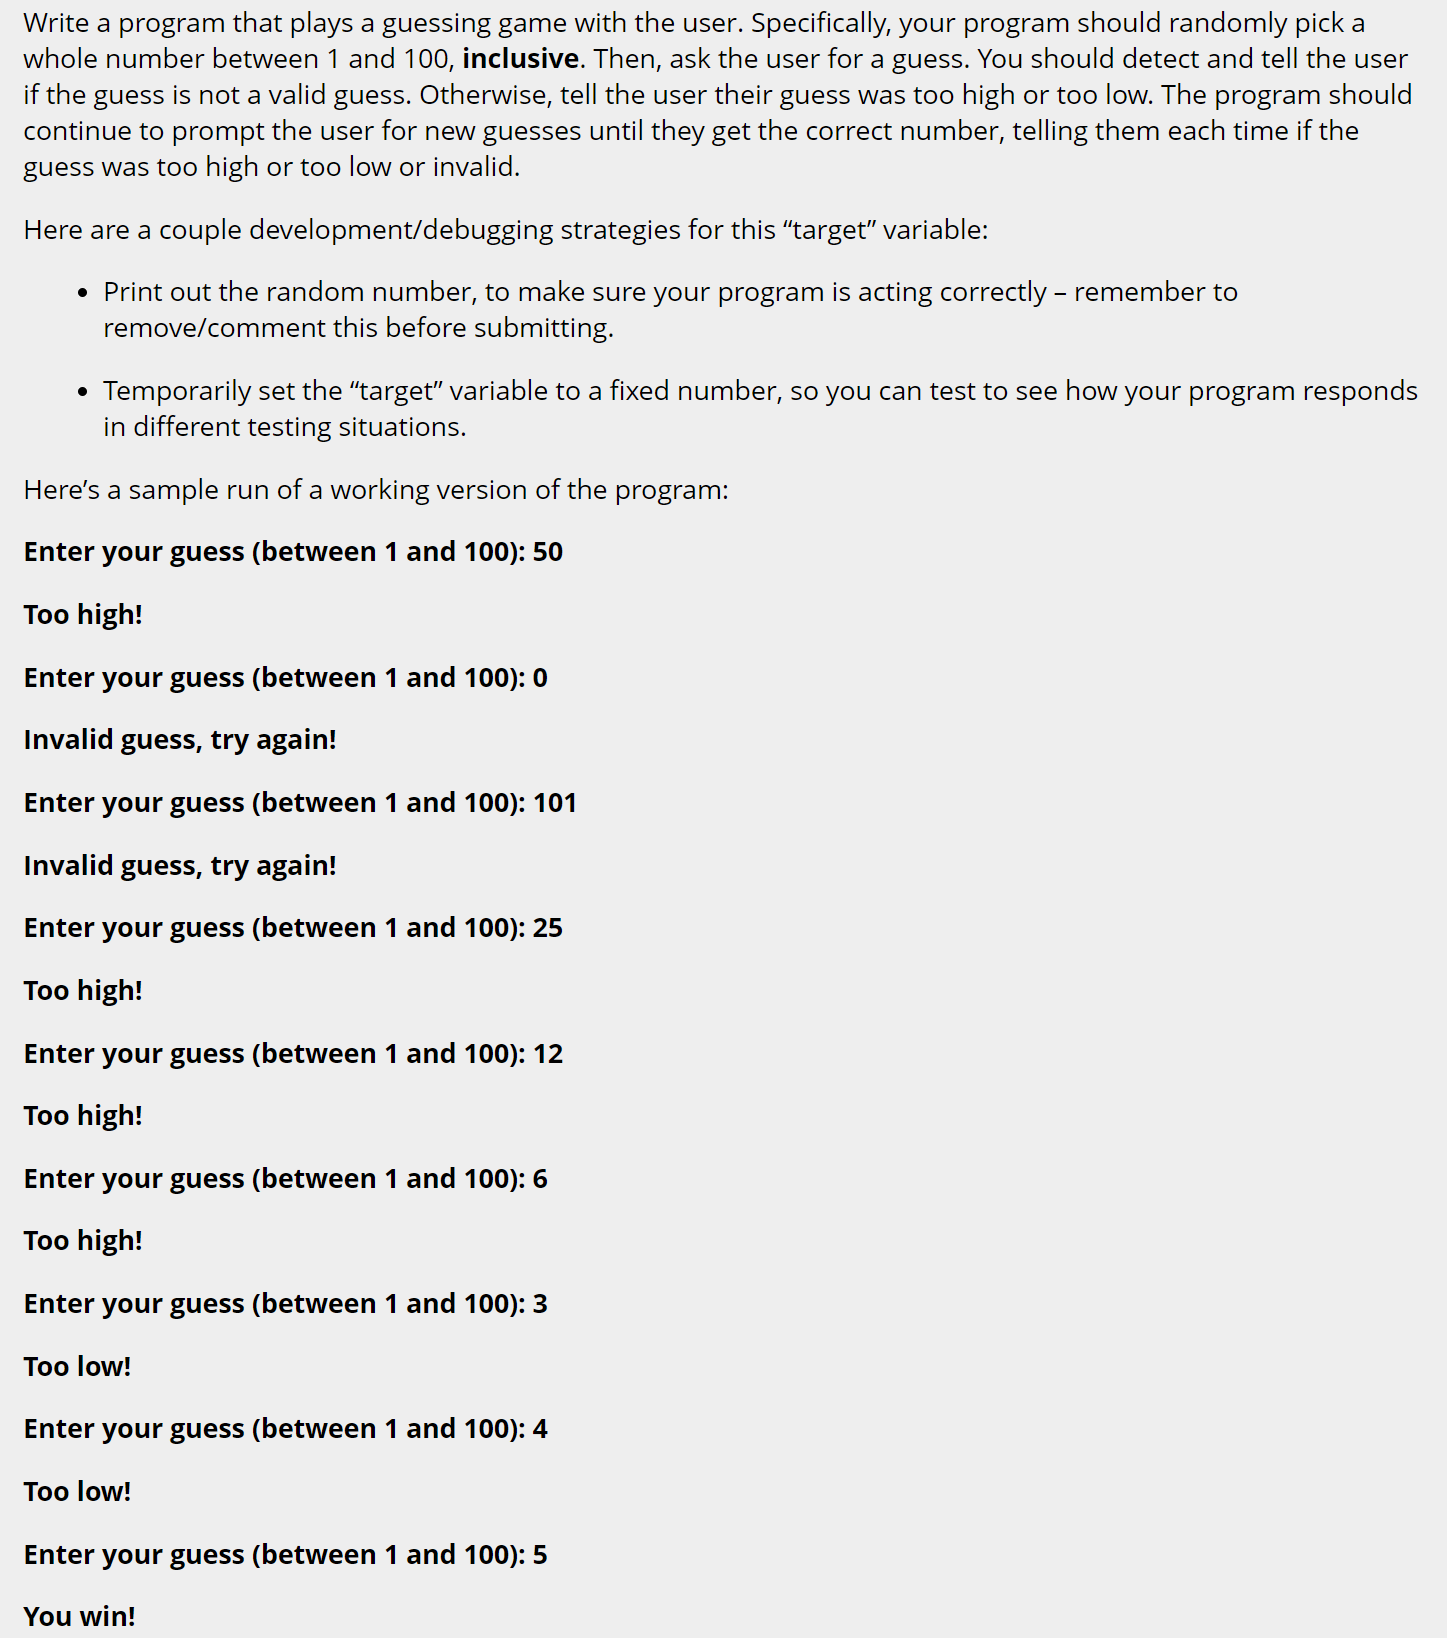 Write a program that plays a guessing game with the user. Specifically, your program should randomly pick a
whole number between 1 and 100, inclusive. Then, ask the user for a guess. You should detect and tell the user
if the guess is not a valid guess. Otherwise, tell the user their guess was too high or too low. The program should
continue to prompt the user for new guesses until they get the correct number, telling them each time if the
guess was too high or too low or invalid.
Here are a couple development/debugging strategies for this “target” variable:
• Print out the random number, to make sure your program is acting correctly – remember to
remove/comment this before submitting.
• Temporarily set the “target” variable to a fixed number, so you can test to see how your program responds
in different testing situations.
Here’s a sample run of a working version of the program:
Enter your guess (between 1 and 100): 50
Too high!
Enter your guess (between 1 and 100): 0
Invalid guess, try again!
Enter your guess (between 1 and 100): 101
Invalid guess, try again!
Enter your guess (between 1 and 100): 25
Too high!
Enter your guess (between 1 and 100): 12
Too high!
Enter your guess (between 1 and 100): 6
Too high!
Enter your guess (between 1 and 100): 3
Too low!
Enter your guess (between 1 and 100): 4
Too low!
Enter your guess (between 1 and 100): 5
You win!